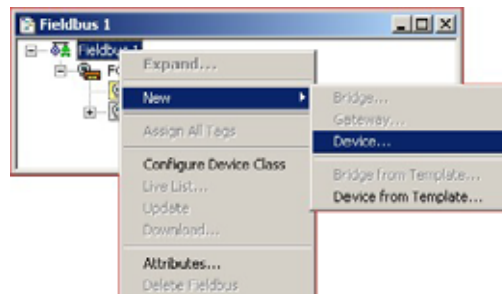 Fieldbus 1
Fieldbus 1
Expand...
New
Assign All Tags
Configure Device Class
Live List...
Update
Download...
Attributes...
Delete Fieldbus
Bridge...
Gateway...
Device...
Bridge from Template...
Device from Template...